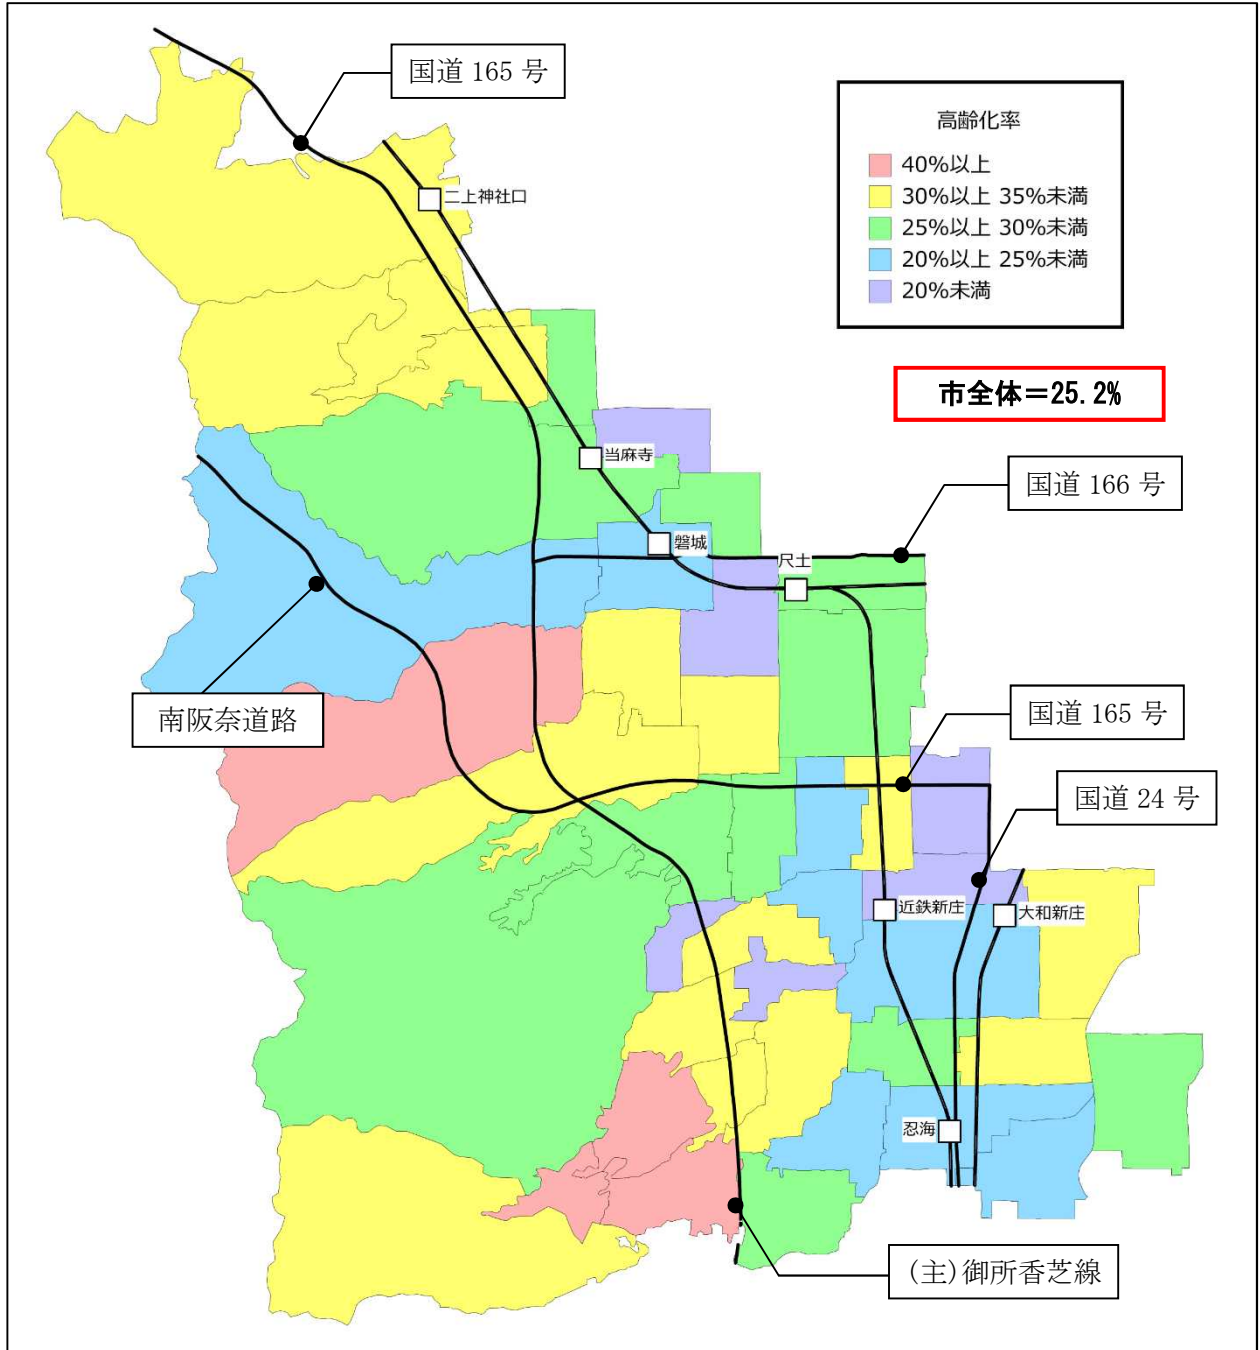 国道 165 号
高齢化率
40%以上
30%以上 35%未満
25%以上 30%未満
20%以上 25%未満
20%未満
二上神社口
市全体＝25.2%
当麻寺
国道 166 号
磐城
尺土
南阪奈道路
国道 165 号
国道 24 号
近鉄新庄
大和新庄
忍海
(主)御所香芝線